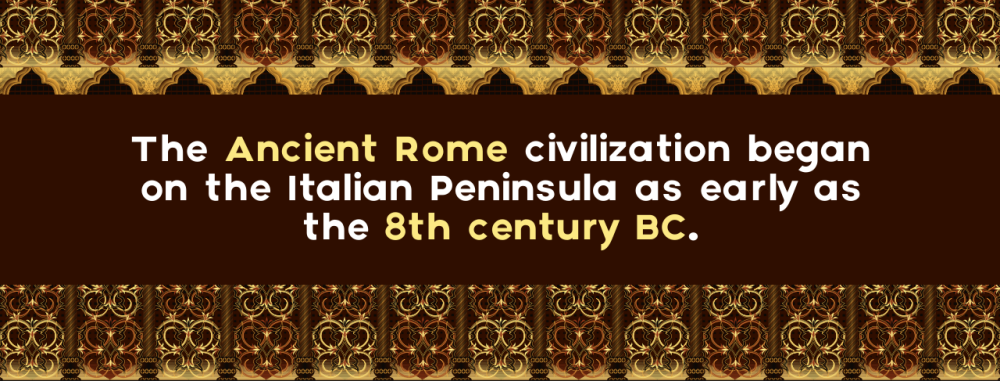 The Ancient Rome civilization began
on the Italian Peninsula as early as
the 8th century BC.